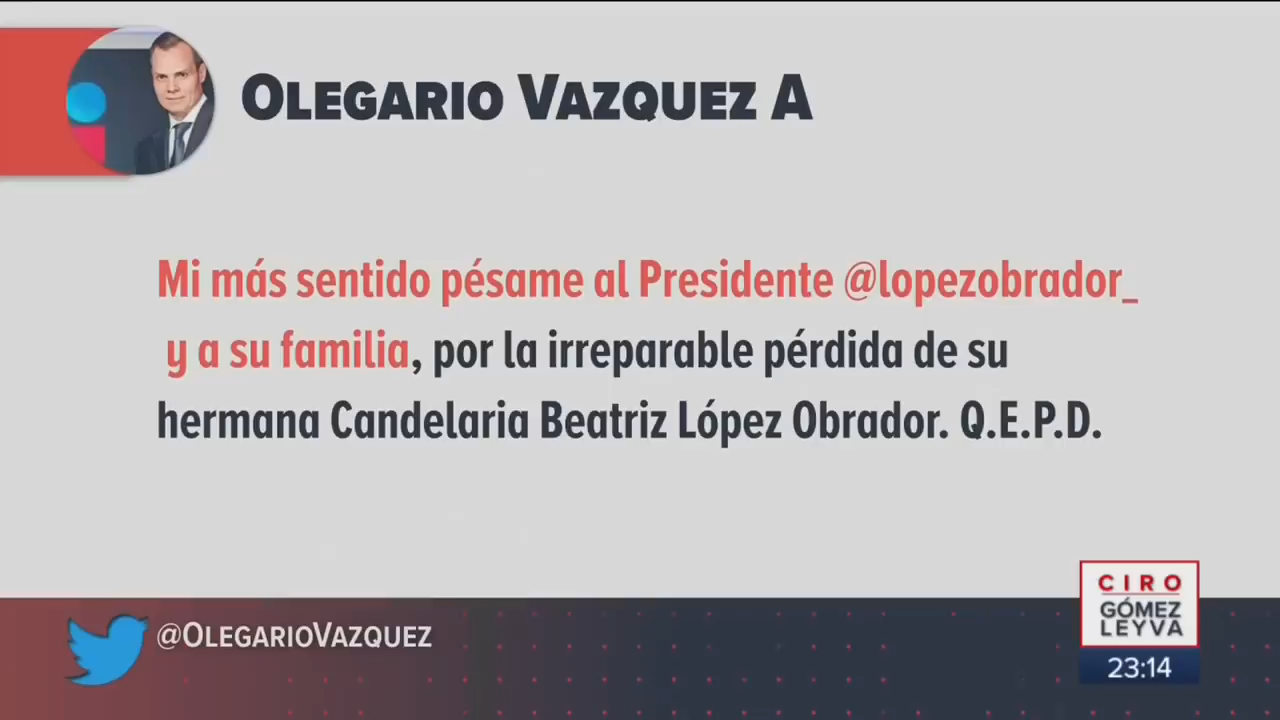 OLEGARIO VAZQUEZ A
Mi más sentido pésame al Presidente @lopezobrador_
y a su familia, por la irreparable pérdida de su
hermana Candelaria Beatriz López Obrador. Q.E.P.D.
@OLEGARIOVAZQUEZ
CIRO
GÓMEZ
LEYVA
23:14